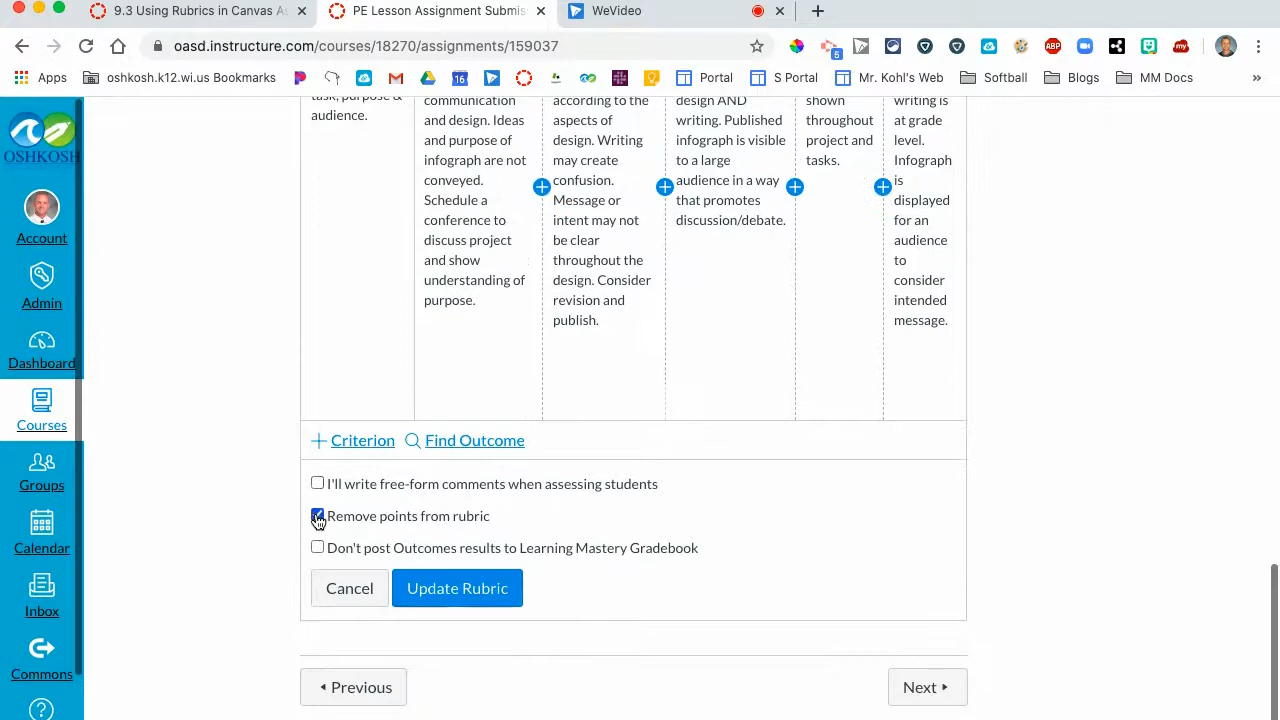 9.3 Using Rubrics in Canvas As
PE Lesson Assignment Submis
WeVideo
oasd.instructure.com/courses/18270/assignments/159037
Apps
oshkosh.k12.wi.us Bookmarks
Portal
S Portal
Mr. Kohl's Web
Softball
Blogs
MM Docs
»
OSHKOSH
Account
Admin
Dashboard
Courses
Groups
Calendar
Inbox
Commons
task, purpose &
audience.
communication
and design. Ideas
and purpose of
infograph are not
conveyed.
Schedule a
conference to
discuss project
and show
understanding of
purpose.
according to the
aspects of
design. Writing
may create
confusion.
Message or
intent may not
be clear
throughout the
design. Consider
revision and
publish.
design AND
writing. Published
infograph is visible
to a large
audience in a way
that promotes
discussion/debate.
shown
throughout
project and
tasks.
writing is
at grade
level.
Infograph
is
displayed
for an
audience
to
consider
intended
message.
Criterion
Find Outcome
I'll write free-form comments when assessing students
Remove points from rubric
Don't post Outcomes results to Learning Mastery Gradebook
Cancel
Update Rubric
Previous
Next